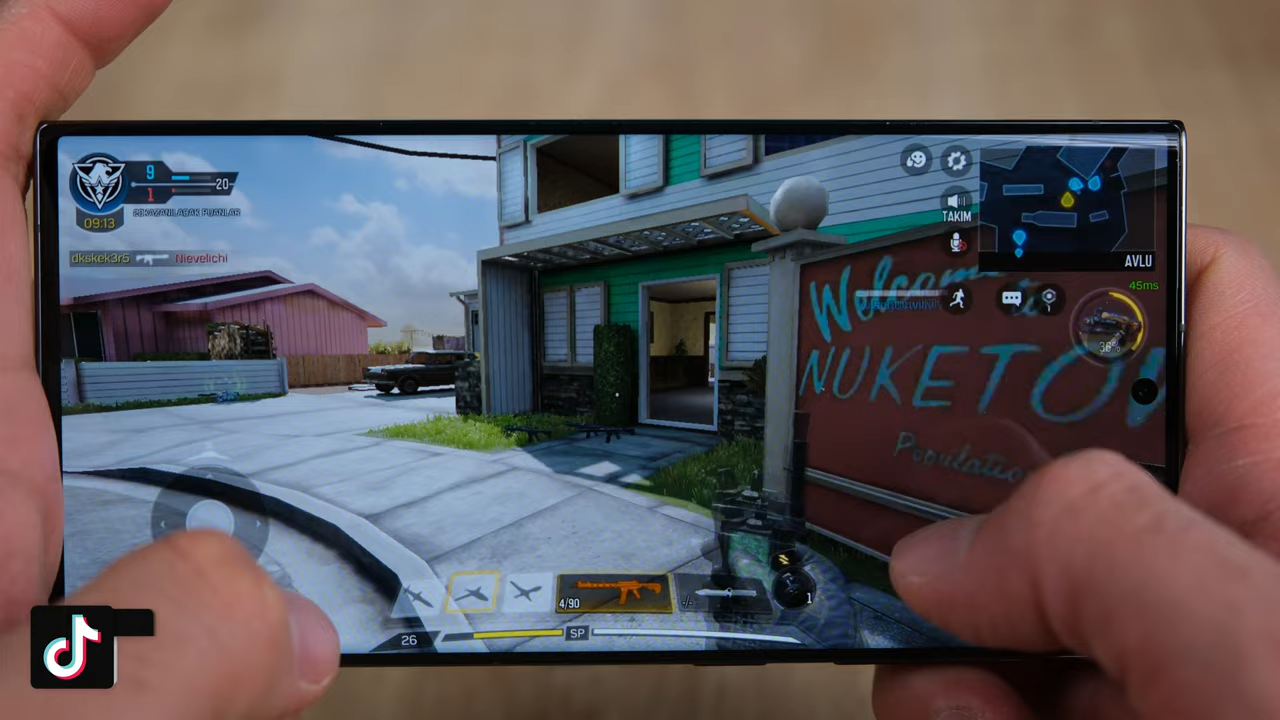 9
20
1
09:13
dkskek3r5 Nievelichi
TAKIM
AVLU
45ms
36%
Welcome
to
NUKETOW
Population
4/90
-/-
1
26
SP